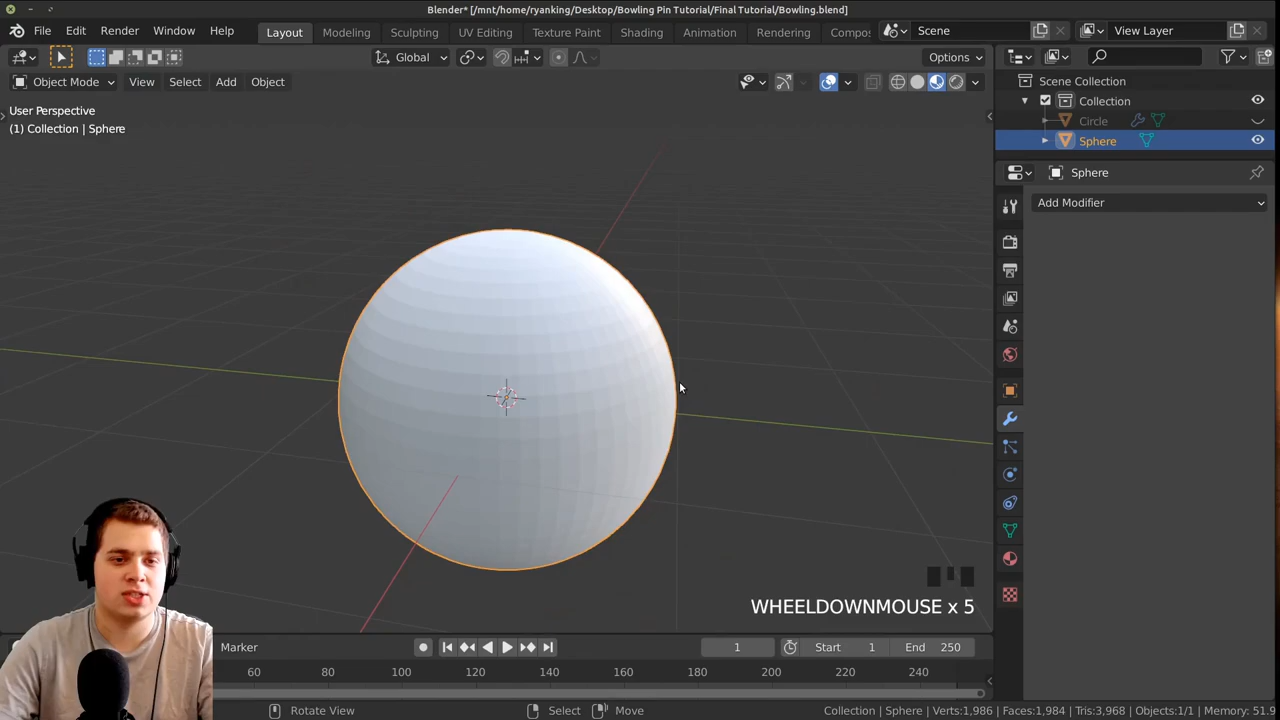 Blender* [/mnt/home/ryanking/Desktop/Bowling Pin Tutorial/Final Tutorial/Bowling.blend]
File Edit Render Window Help Layout Modeling Sculpting UV Editing Texture Paint Shading Animation Rendering Compos Scene View Layer
Global Options
Object Mode View Select Add Object
Scene Collection
Collection
Circle
Sphere
User Perspective
(1) Collection | Sphere
Sphere
Add Modifier
WHEELDOWNMOUSE x 5
Marker 1 Start 1 End 250
60 80 100 120 140 160 180 200 220 240
Rotate View Select Move Collection | Sphere | Verts:1,986 | Faces:1,984 | Tris:3,968 | Objects:1/1 | Memory: 51.9